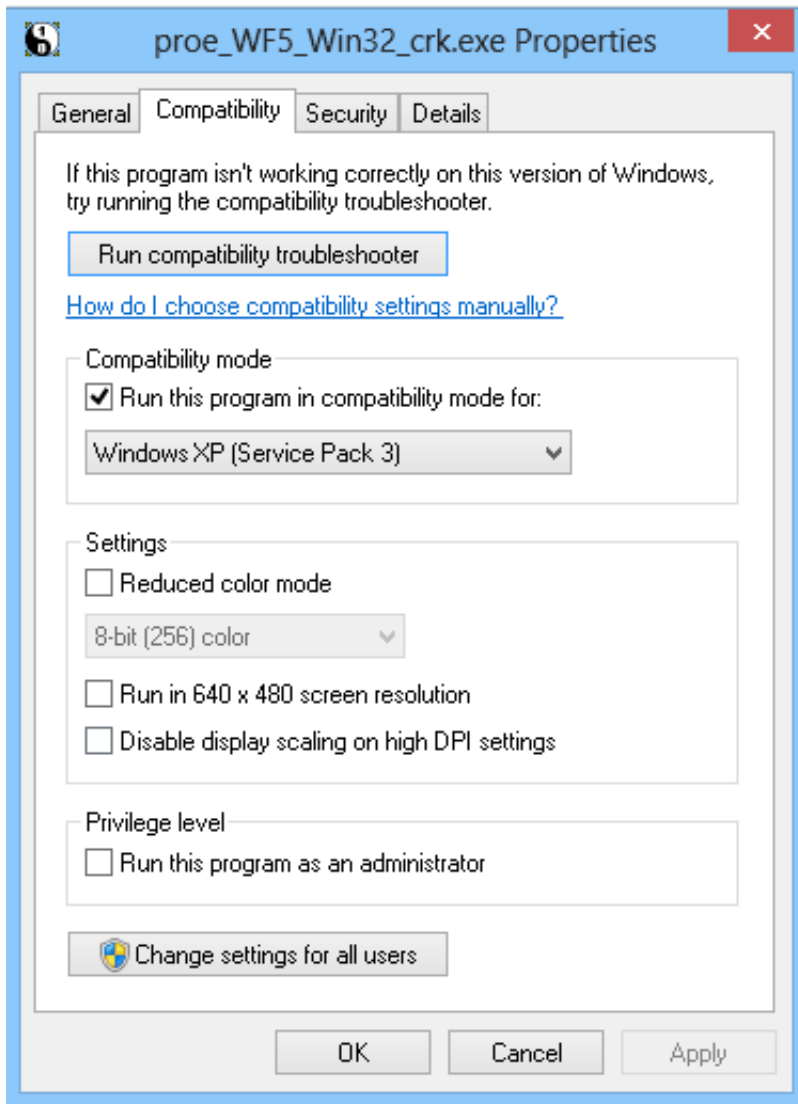 proe_WF5_Win32_crk.exe Properties
General Compatibility Security Details
If this program isn't working correctly on this version of Windows,
try running the compatibility troubleshooter.
Run compatibility troubleshooter
How do I choose compatibility settings manually?
Compatibility mode
Run this program in compatibility mode for:
Windows XP (Service Pack 3)
Settings
Reduced color mode
8-bit (256) color
Run in 640 x 480 screen resolution
Disable display scaling on high DPI settings
Privilege level
Run this program as an administrator
Change settings for all users
OK Cancel Apply